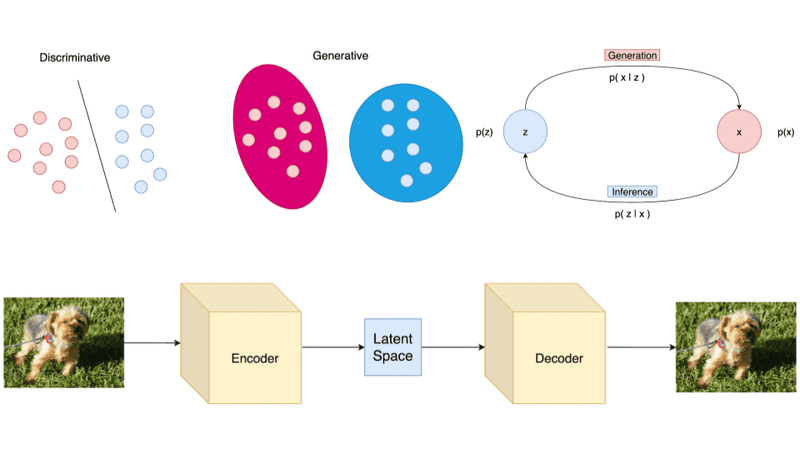 Discriminative
Generative
Generation
p( x | z )
p(z)
z
x
p(x)
Inference
p( z | x )
Encoder
Latent
Space
Decoder